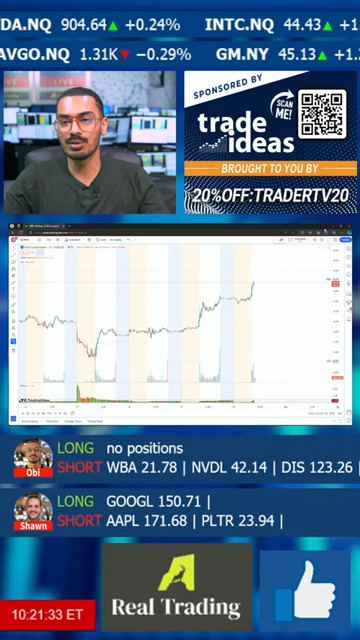 DA.NQ 904.64▲ +0.24% INTC.NQ 44.43▲ +1
AVGO.NQ 1.31K▼ −0.29% GM.NY 45.13▲ +1.
SPONSORED BY
SCAN ME!
trade ideas
BROUGHT TO YOU BY
20%OFF:TRADERTV20
TradingView
LONG no positions
SHORT WBA 21.78 | NVDL 42.14 | DIS 123.26
Obi
LONG GOOGL 150.71 |
SHORT AAPL 171.68 | PLTR 23.94 |
Shawn
10:21:33 ET
Real Trading